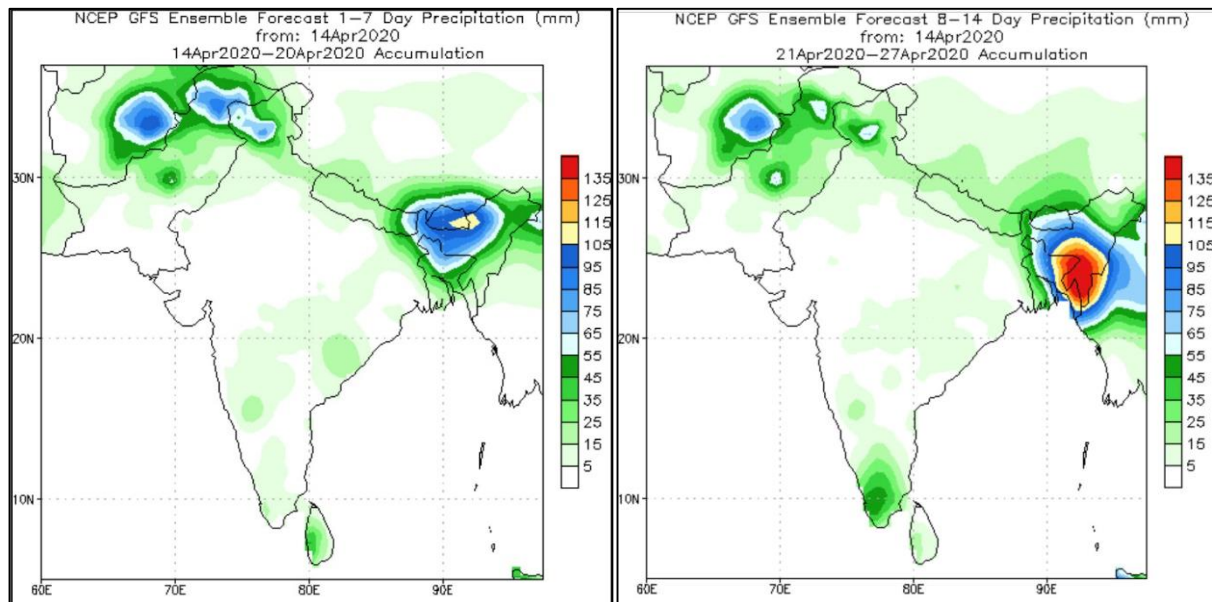 NCEP GFS Ensemble Forecast 1-7 Day Precipitation (mm)
from: 14Apr2020
14Apr2020-20Apr2020 Accumulation
30N
20N
10N
60E
70E
80E
90E
135
125
115
105
95
85
75
65
55
45
35
25
15
5
NCEP GFS Ensemble Forecast 8-14 Day Precipitation (mm)
from: 14Apr2020
21Apr2020-27Apr2020 Accumulation
30N
20N
10N
60E
70E
80E
90E
135
125
115
105
95
85
75
65
55
45
35
25
15
5